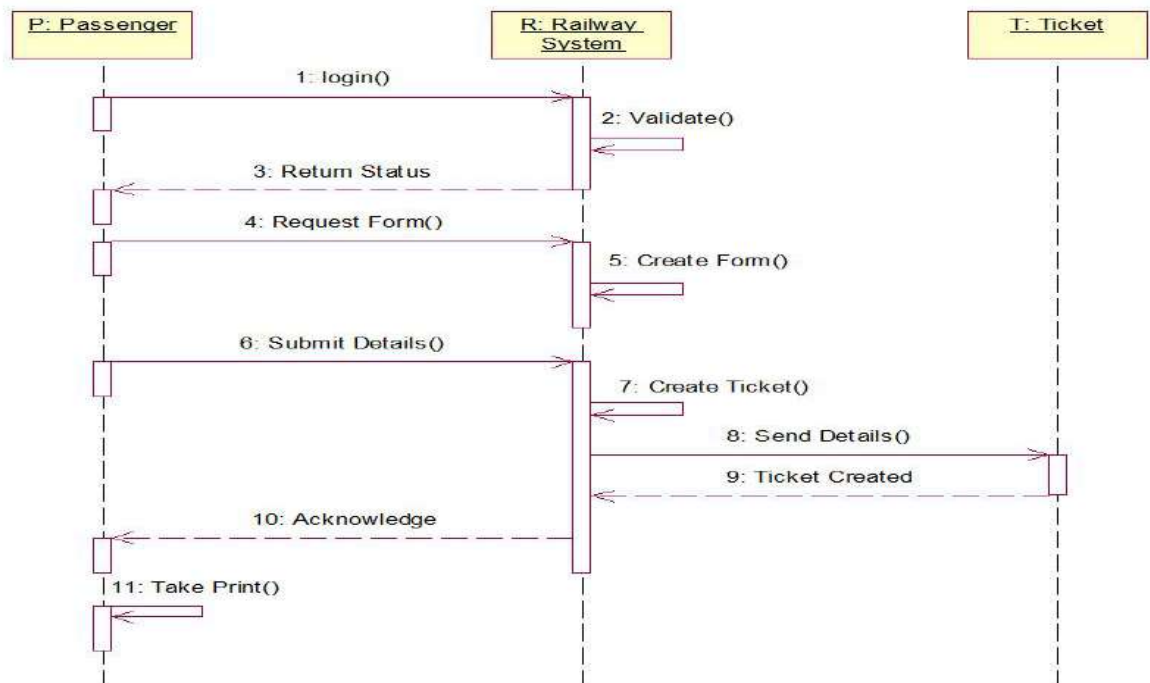 P: Passenger
R: Railway
System
T: Ticket
1: login()
2: Validate()
3: Return Status
4: Request Form()
5: Create Form()
6: Submit Details()
7: Create Ticket()
8: Send Details()
9: Ticket Created
10: Acknowledge
11: Take Print()